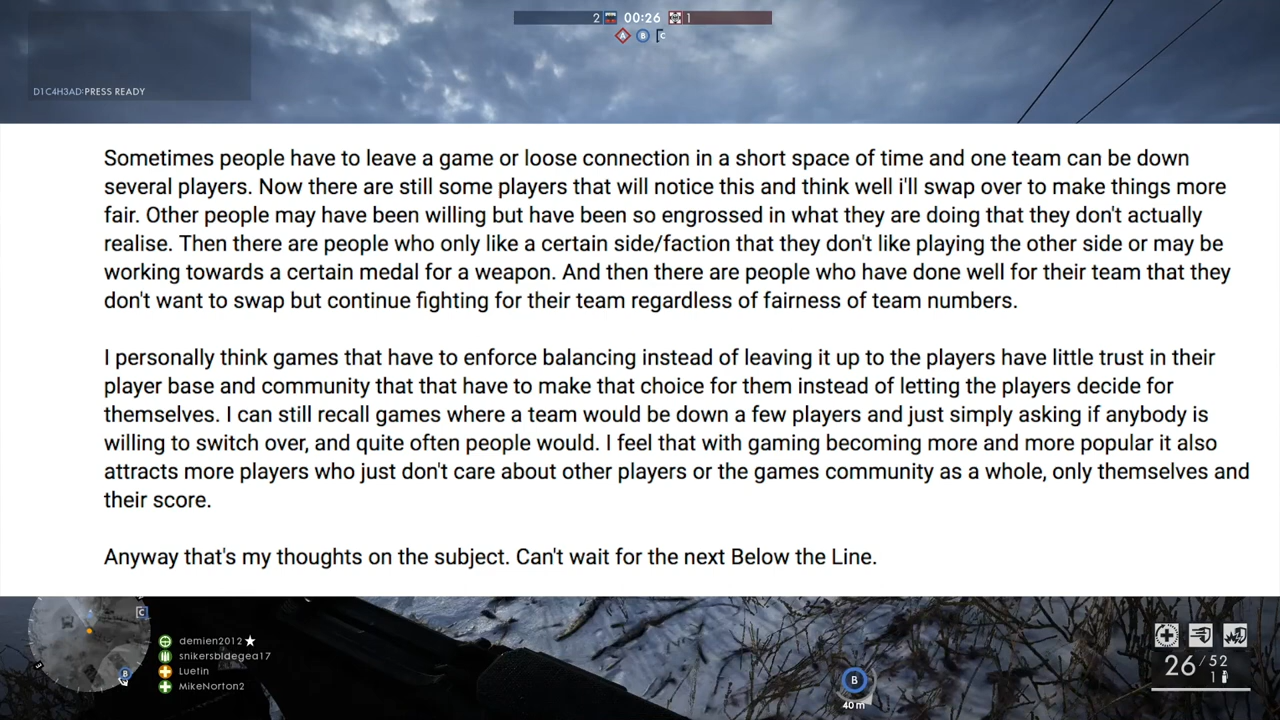 2 00:26 1
A B C
D1C4H3AD:PRESS READY
Sometimes people have to leave a game or loose connection in a short space of time and one team can be down
several players. Now there are still some players that will notice this and think well i'll swap over to make things more
fair. Other people may have been willing but have been so engrossed in what they are doing that they don't actually
realise. Then there are people who only like a certain side/faction that they don't like playing the other side or may be
working towards a certain medal for a weapon. And then there are people who have done well for their team that they
don't want to swap but continue fighting for their team regardless of fairness of team numbers.
I personally think games that have to enforce balancing instead of leaving it up to the players have little trust in their
player base and community that that have to make that choice for them instead of letting the players decide for
themselves. I can still recall games where a team would be down a few players and just simply asking if anybody is
willing to switch over, and quite often people would. I feel that with gaming becoming more and more popular it also
attracts more players who just don't care about other players or the games community as a whole, only themselves and
their score.
Anyway that's my thoughts on the subject. Can't wait for the next Below the Line.
C
B
demien2012
snikersbidegea17
Luetin
MikeNorton2
B
40m
26/52
1